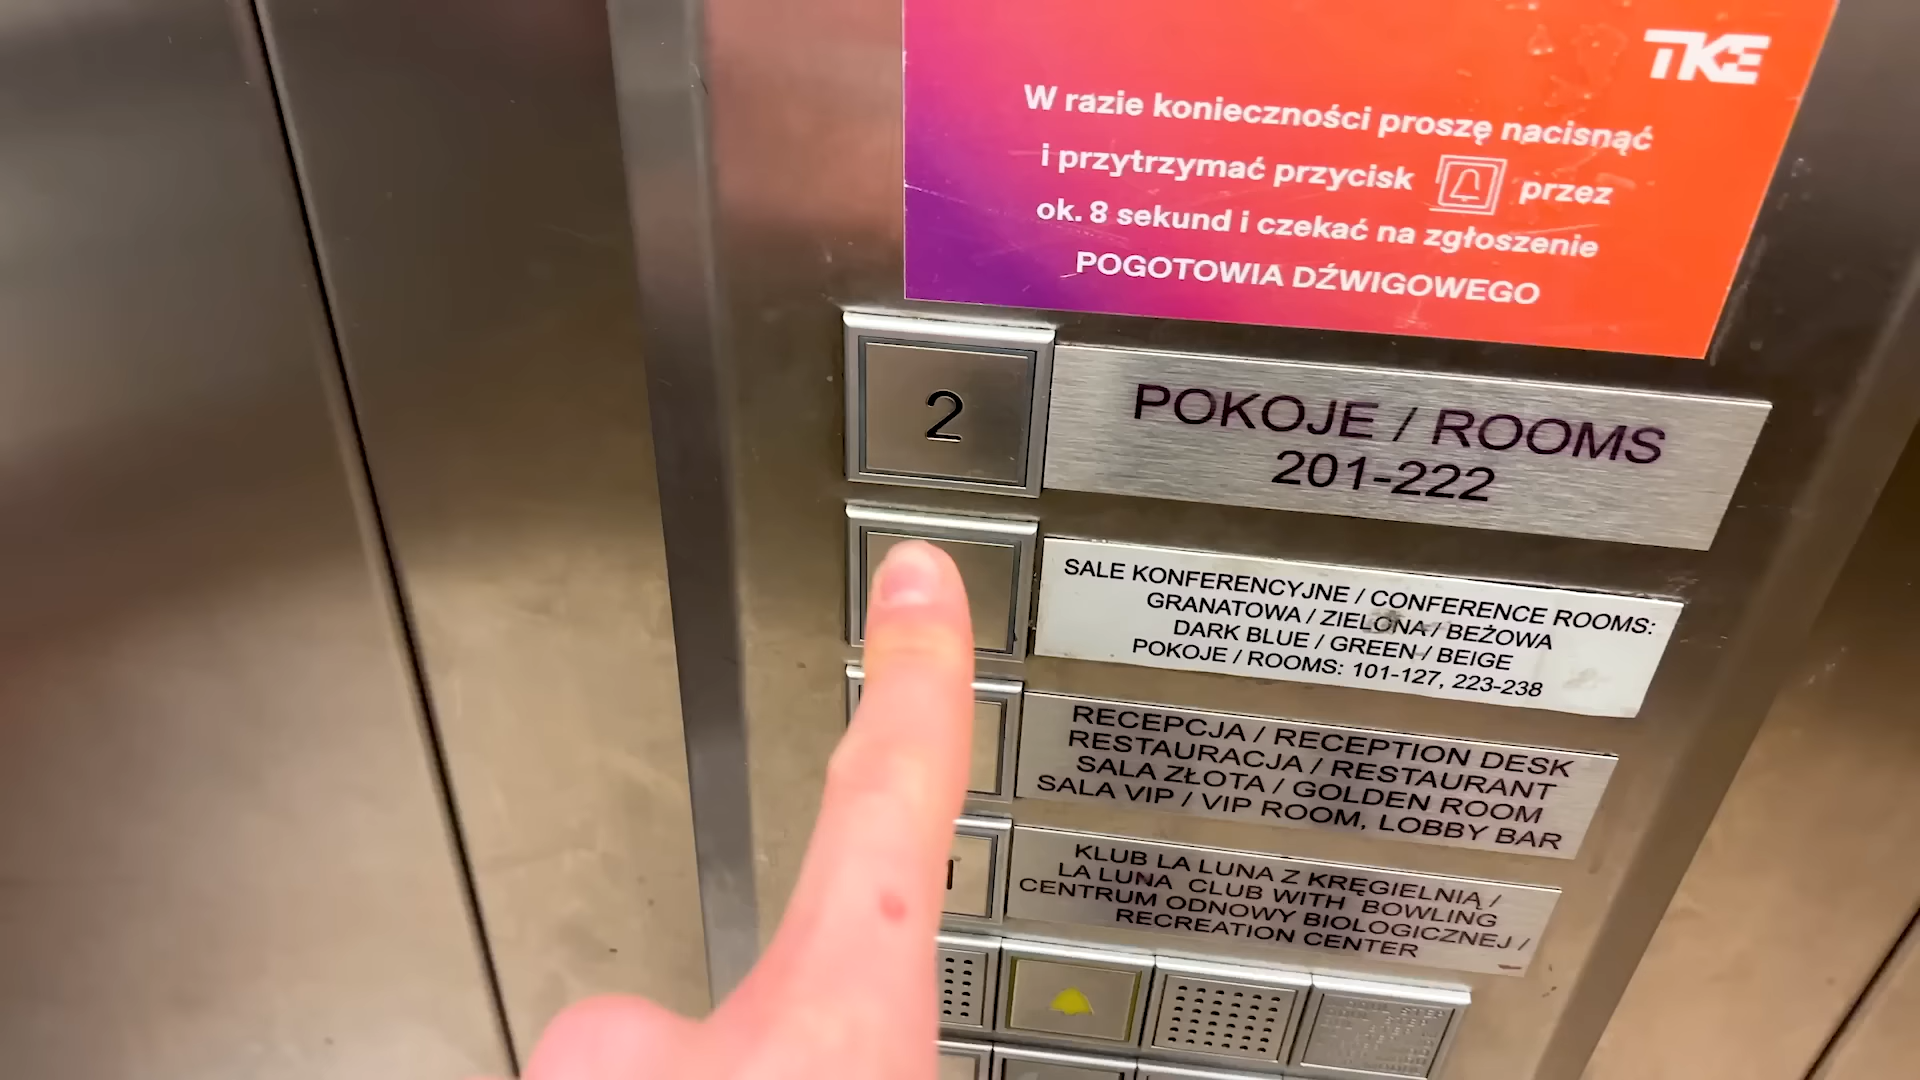 TKE
W razie konieczności proszę nacisnąć
i przytrzymać przycisk przez
ok. 8 sekund i czekać na zgłoszenie
POGOTOWIA DŹWIGOWEGO
2
POKOJE / ROOMS
201-222
SALE KONFERENCYJNE / CONFERENCE ROOMS:
GRANATOWA / ZIELONA / BEŻOWA
DARK BLUE / GREEN / BEIGE
POKOJE / ROOMS: 101-127, 223-238
RECEPCJA / RECEPTION DESK
RESTAURACJA / RESTAURANT
SALA ZŁOTA / GOLDEN ROOM
SALA VIP / VIP ROOM, LOBBY BAR
KLUB LA LUNA Z KRĘGIELNIĄ /
LA LUNA CLUB WITH BOWLING
CENTRUM ODNOWY BIOLOGICZNEJ /
RECREATION CENTER